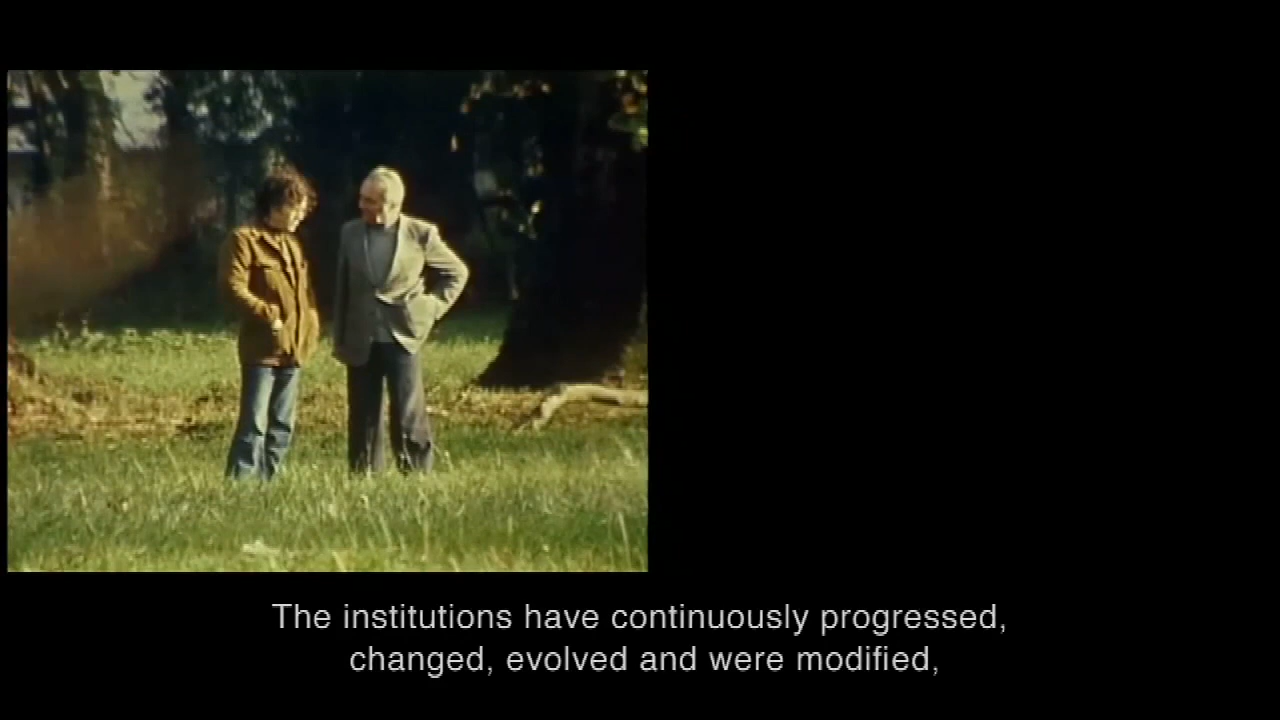 The institutions have continuously progressed,
changed, evolved and were modified,